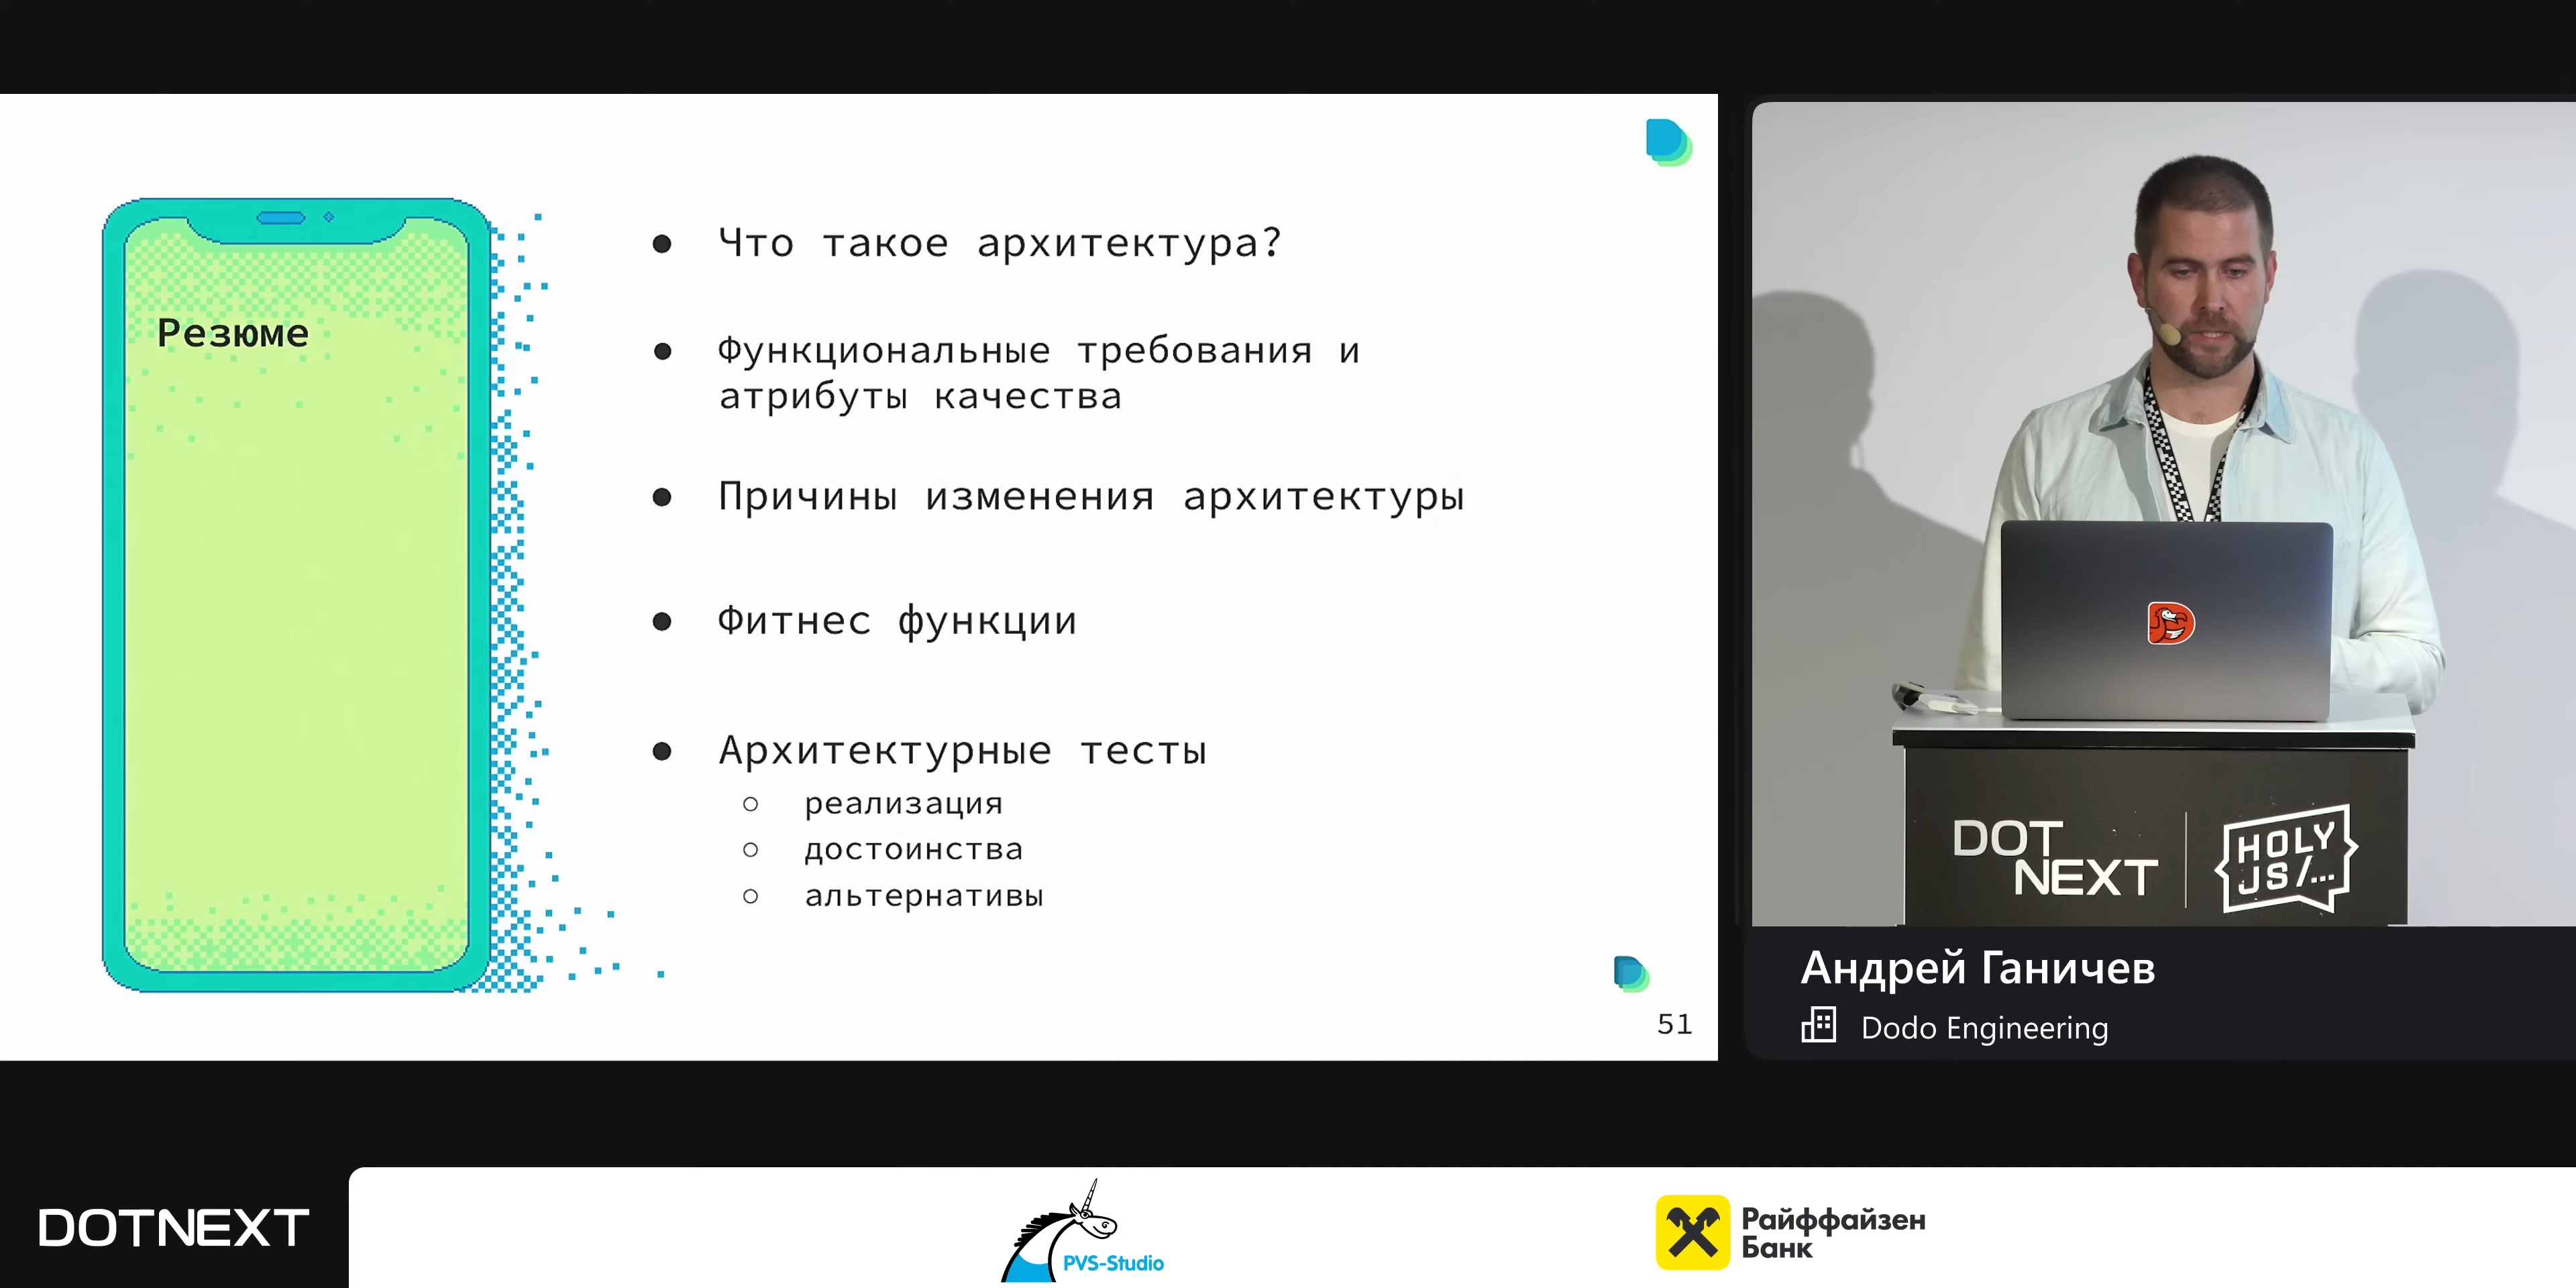 Резюме
Что такое архитектура?
Функциональные требования и
атрибуты качества
Причины изменения архитектуры
Фитнес функции
Архитектурные тесты
реализация
достоинства
альтернативы
51
DOT
NEXT
HOLY
JS/...
Андрей Ганичев
Dodo Engineering
DOTNEXT
PVS-Studio
Райффайзен
Банк